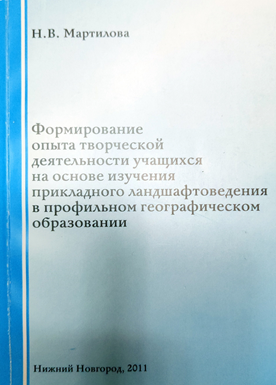 Н.В. Мартилова
Формирование
опыта творческой
деятельности учащихся
на основе изучения
прикладного ландшафтоведения
в профильном географическом
образовании
Нижний Новгород, 2011